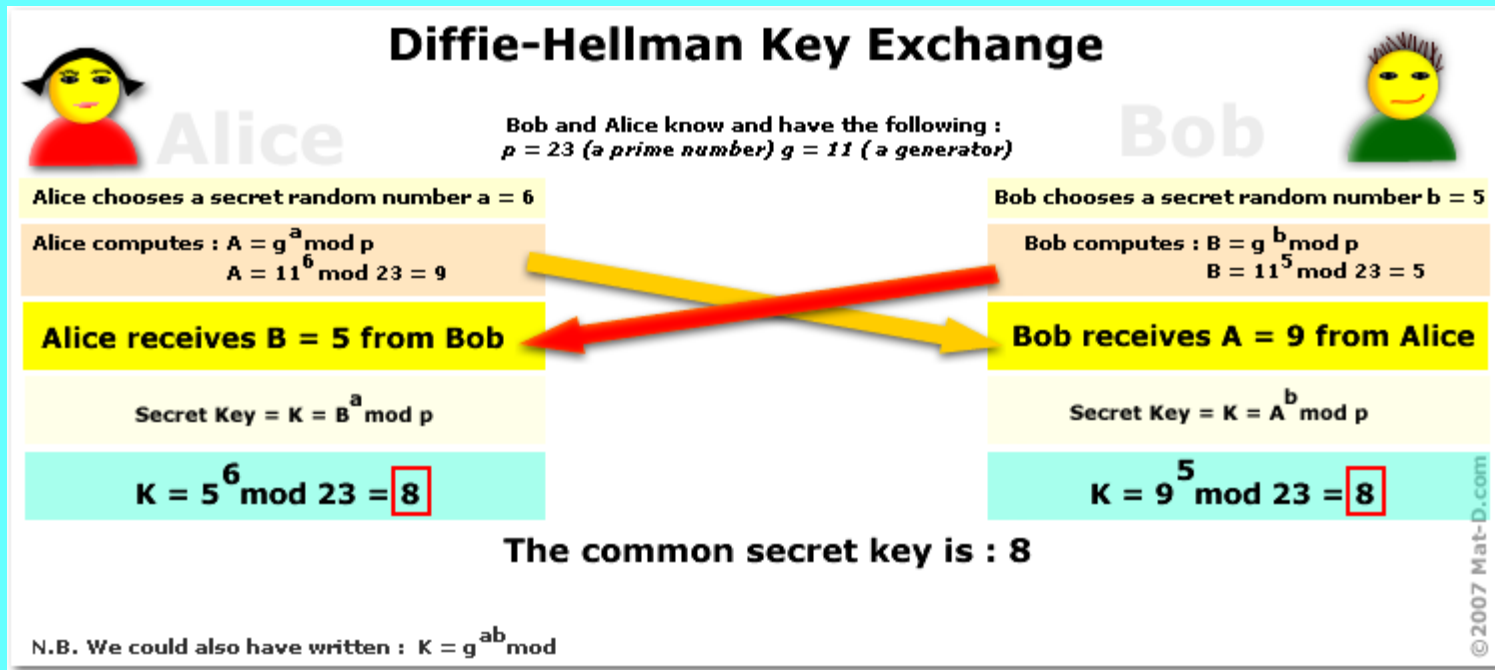 Diffie-Hellman Key Exchange
Alice
Bob
Bob and Alice know and have the following :
p = 23 (a prime number) g = 11 ( a generator)
Alice chooses a secret random number a = 6
Bob chooses a secret random number b = 5
Alice computes : A = g^a mod p
A = 11^6 mod 23 = 9
Bob computes : B = g^b mod p
B = 11^5 mod 23 = 5
Alice receives B = 5 from Bob
Bob receives A = 9 from Alice
Secret Key = K = B^a mod p
Secret Key = K = A^b mod p
K = 5^6 mod 23 = 8
K = 9^5 mod 23 = 8
The common secret key is : 8
N.B. We could also have written : K = g^ab mod
©2007 Mat-D.com